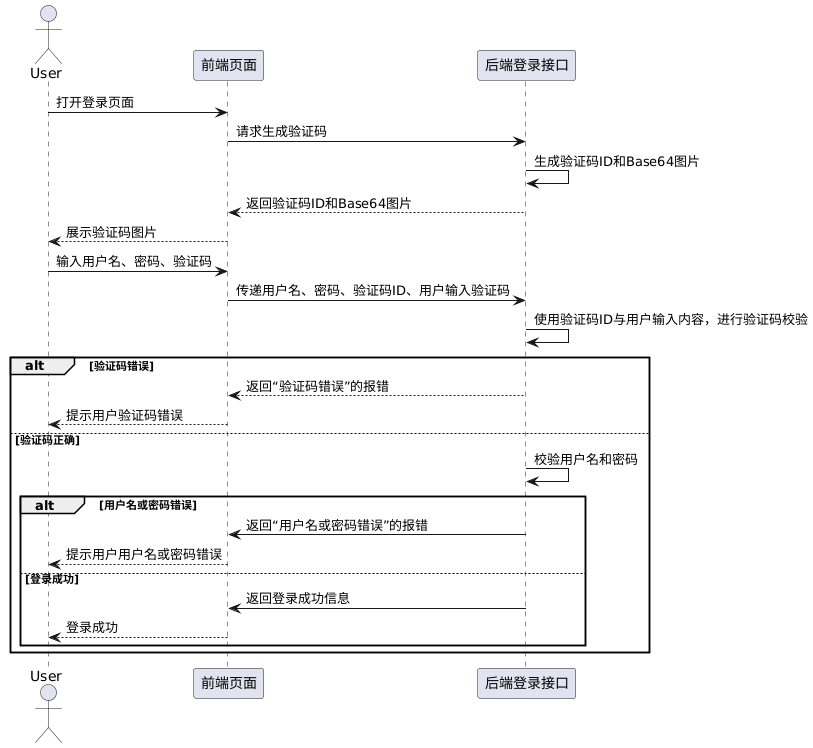 User
前端页面
后端登录接口
打开登录页面
请求生成验证码
生成验证码ID和Base64图片
返回验证码ID和Base64图片
展示验证码图片
输入用户名、密码、验证码
传递用户名、密码、验证码ID、用户输入验证码
使用验证码ID与用户输入内容，进行验证码校验
alt [验证码错误]
返回“验证码错误”的报错
提示用户验证码错误
[验证码正确]
校验用户名和密码
alt [用户名或密码错误]
返回“用户名或密码错误”的报错
提示用户用户名或密码错误
[登录成功]
返回登录成功信息
登录成功
User
前端页面
后端登录接口